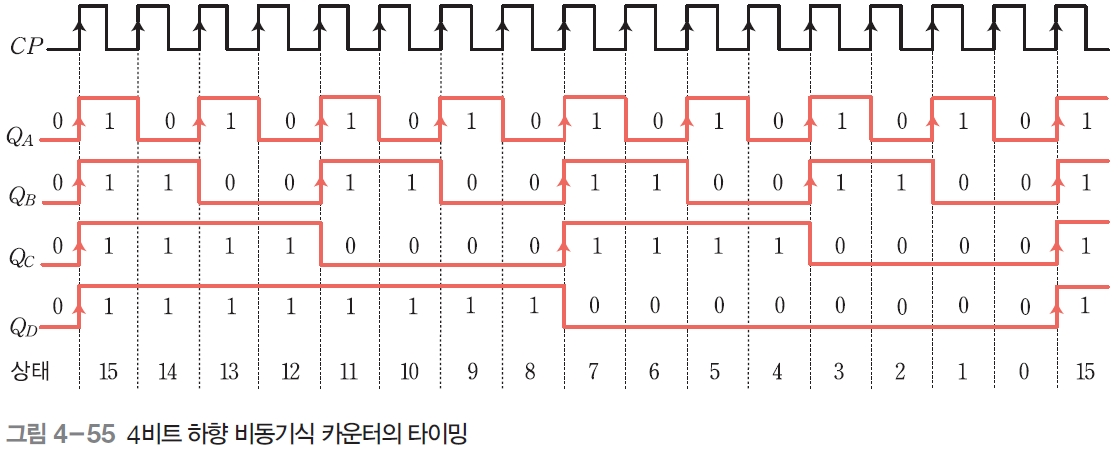 CP
0 1 0 1 0 1 0 1 0 1 0 1 0 1 0 1 0 1
Q_A
0 1 1 0 0 1 1 0 0 1 1 0 0 1 1 0 0 1
Q_B
0 1 1 1 1 0 0 0 0 1 1 1 1 0 0 0 0 1
Q_C
0 1 1 1 1 1 1 1 1 0 0 0 0 0 0 0 0 1
Q_D
상태 15 14 13 12 11 10 9 8 7 6 5 4 3 2 1 0 15
그림 4-55 4비트 하향 비동기식 카운터의 타이밍